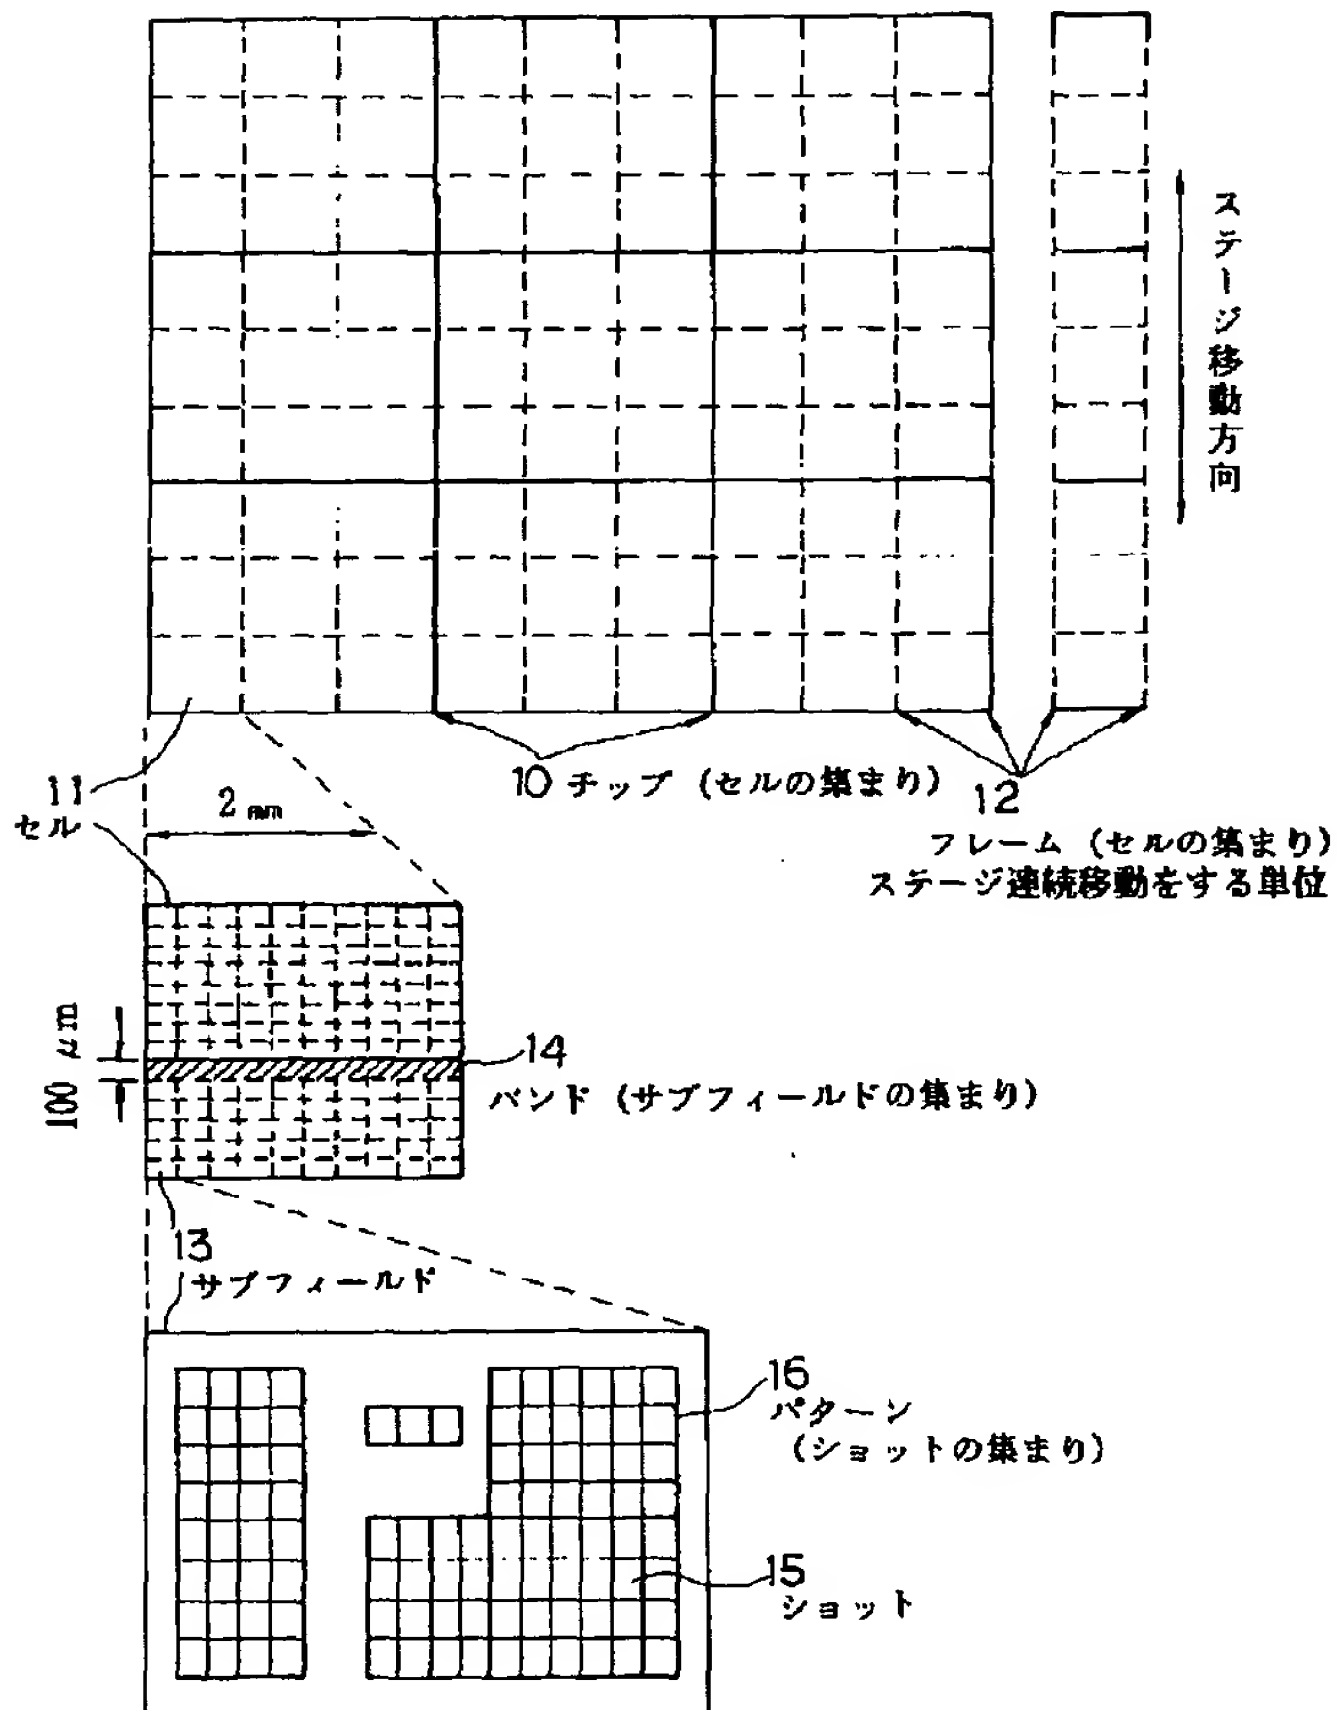 ステージ移動方向
10 チップ (セルの集まり)
12
フレーム (セルの集まり)
ステージ連続移動をする単位
11
セル
2 mm
100 μm
14
バンド (サブフィールドの集まり)
13
サブフィールド
16
パターン
(ショットの集まり)
15
ショット